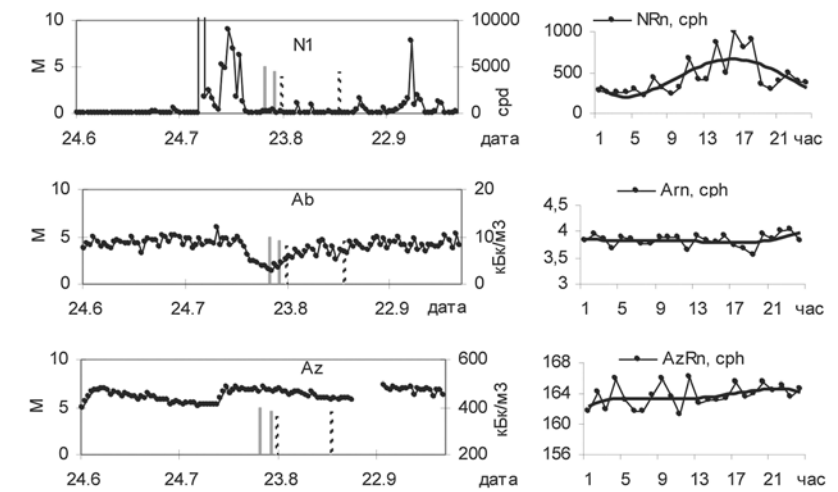 10 N1 10000
M 5 5000 cpd
0 0
24.6 24.7 23.8 22.9 дата
NRn, cph
1000
500
0
1 5 9 13 17 21 час
10 Ab 20
M 5 10 кБк/м3
0 0
24.6 24.7 23.8 22.9 дата
4,5 Arn, cph
4
3,5
3
1 5 9 13 17 21 час
10 Az 600
M 5 400 кБк/м3
0 200
24.6 24.7 23.8 22.9 дата
168 AzRn, cph
164
160
156
1 5 9 13 17 21 час